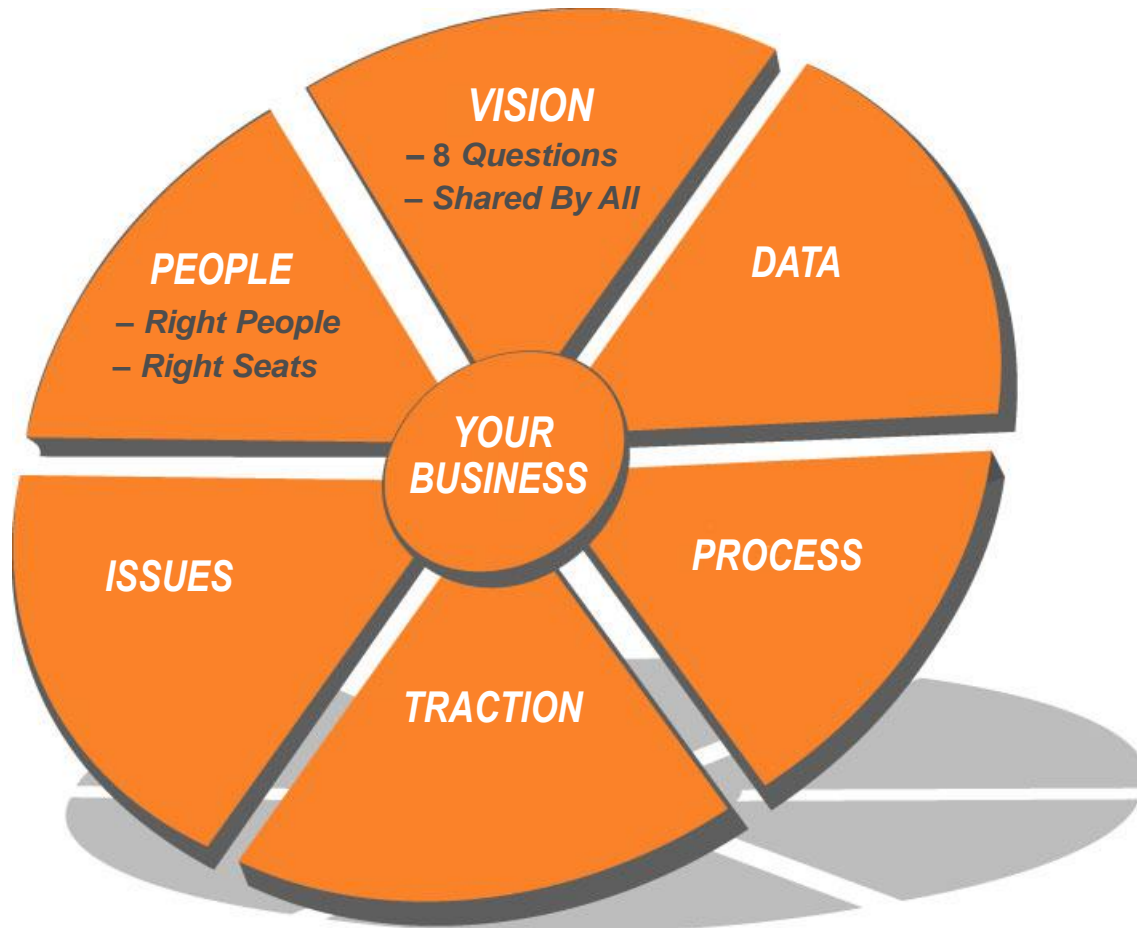 VISION
– 8 Questions
– Shared By All
DATA
PEOPLE
– Right People
– Right Seats
YOUR
BUSINESS
PROCESS
ISSUES
TRACTION